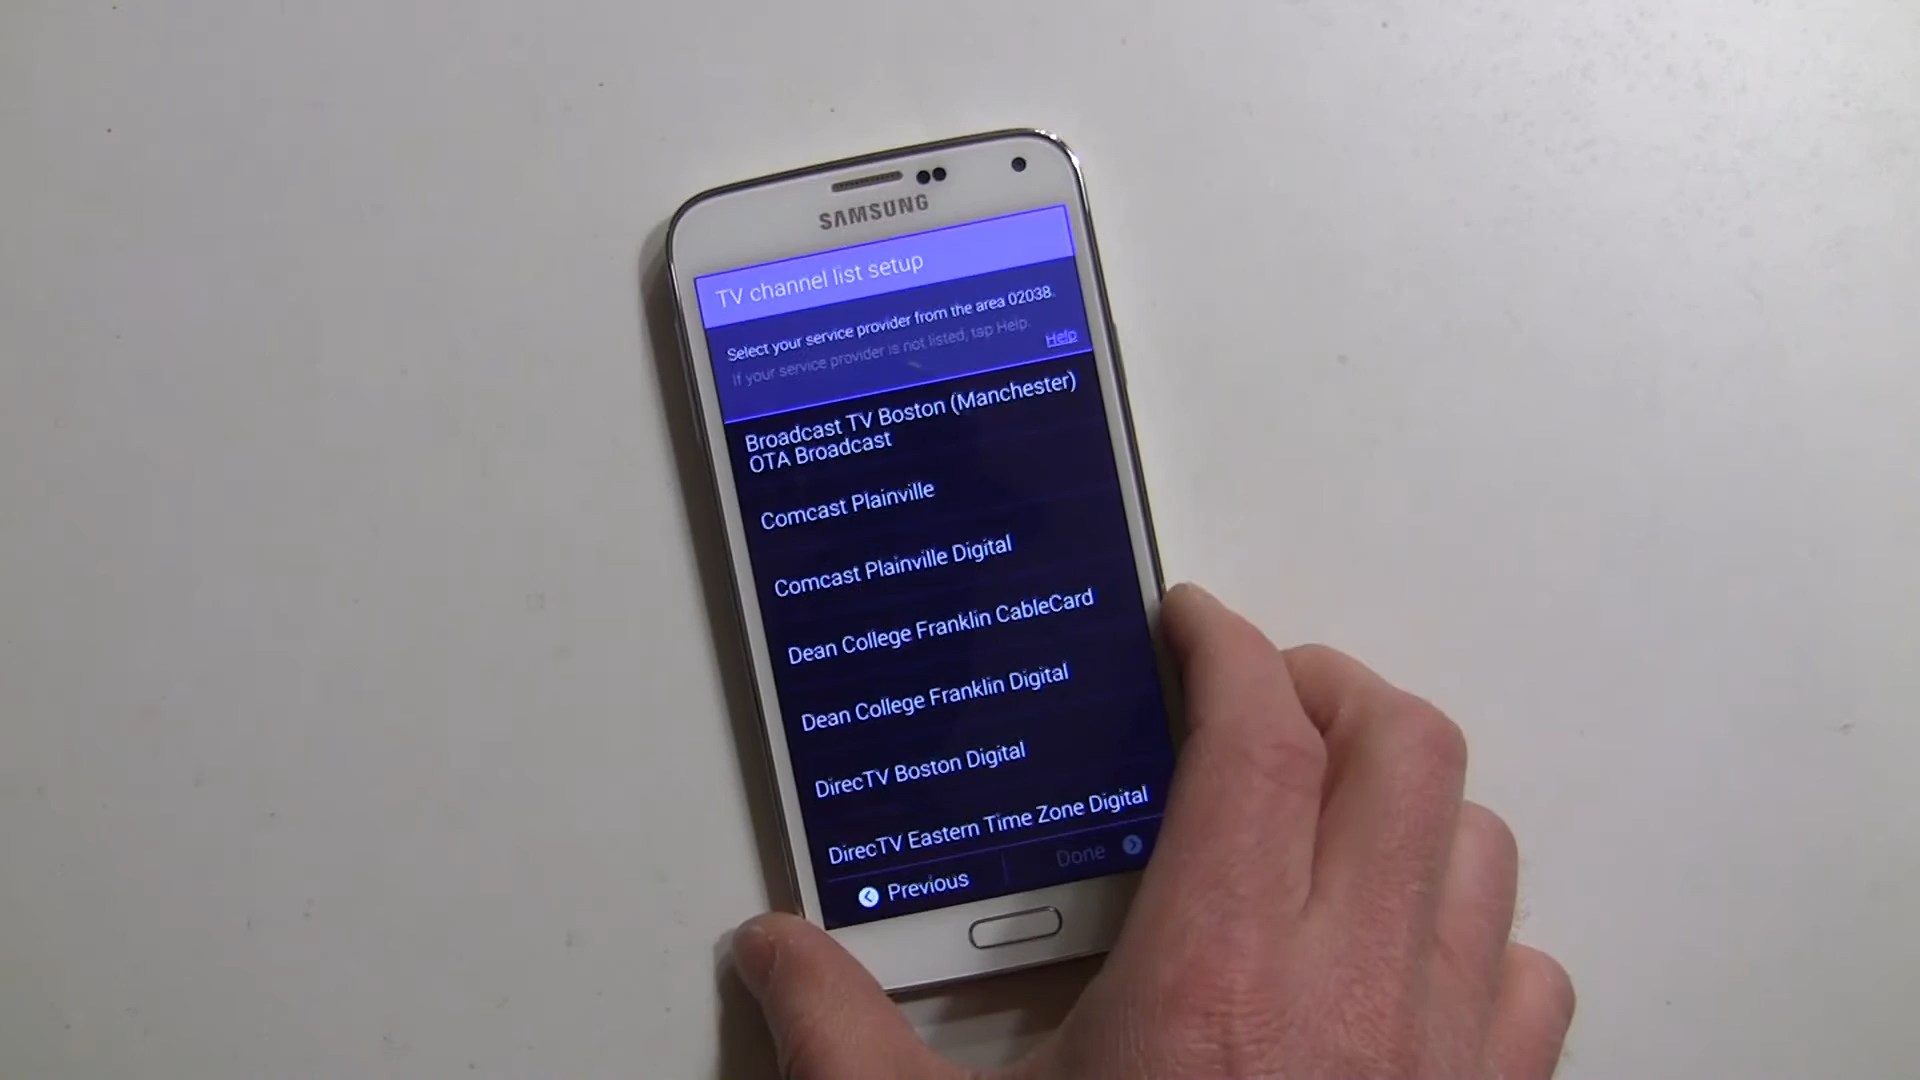 SAMSUNG
TV channel list setup
Select your service provider from the area 02038.
If your service provider is not listed, tap Help.
Help
Broadcast TV Boston (Manchester)
OTA Broadcast
Comcast Plainville
Comcast Plainville Digital
Dean College Franklin CableCard
Dean College Franklin Digital
DirecTV Boston Digital
DirecTV Eastern Time Zone Digital
Previous
Done